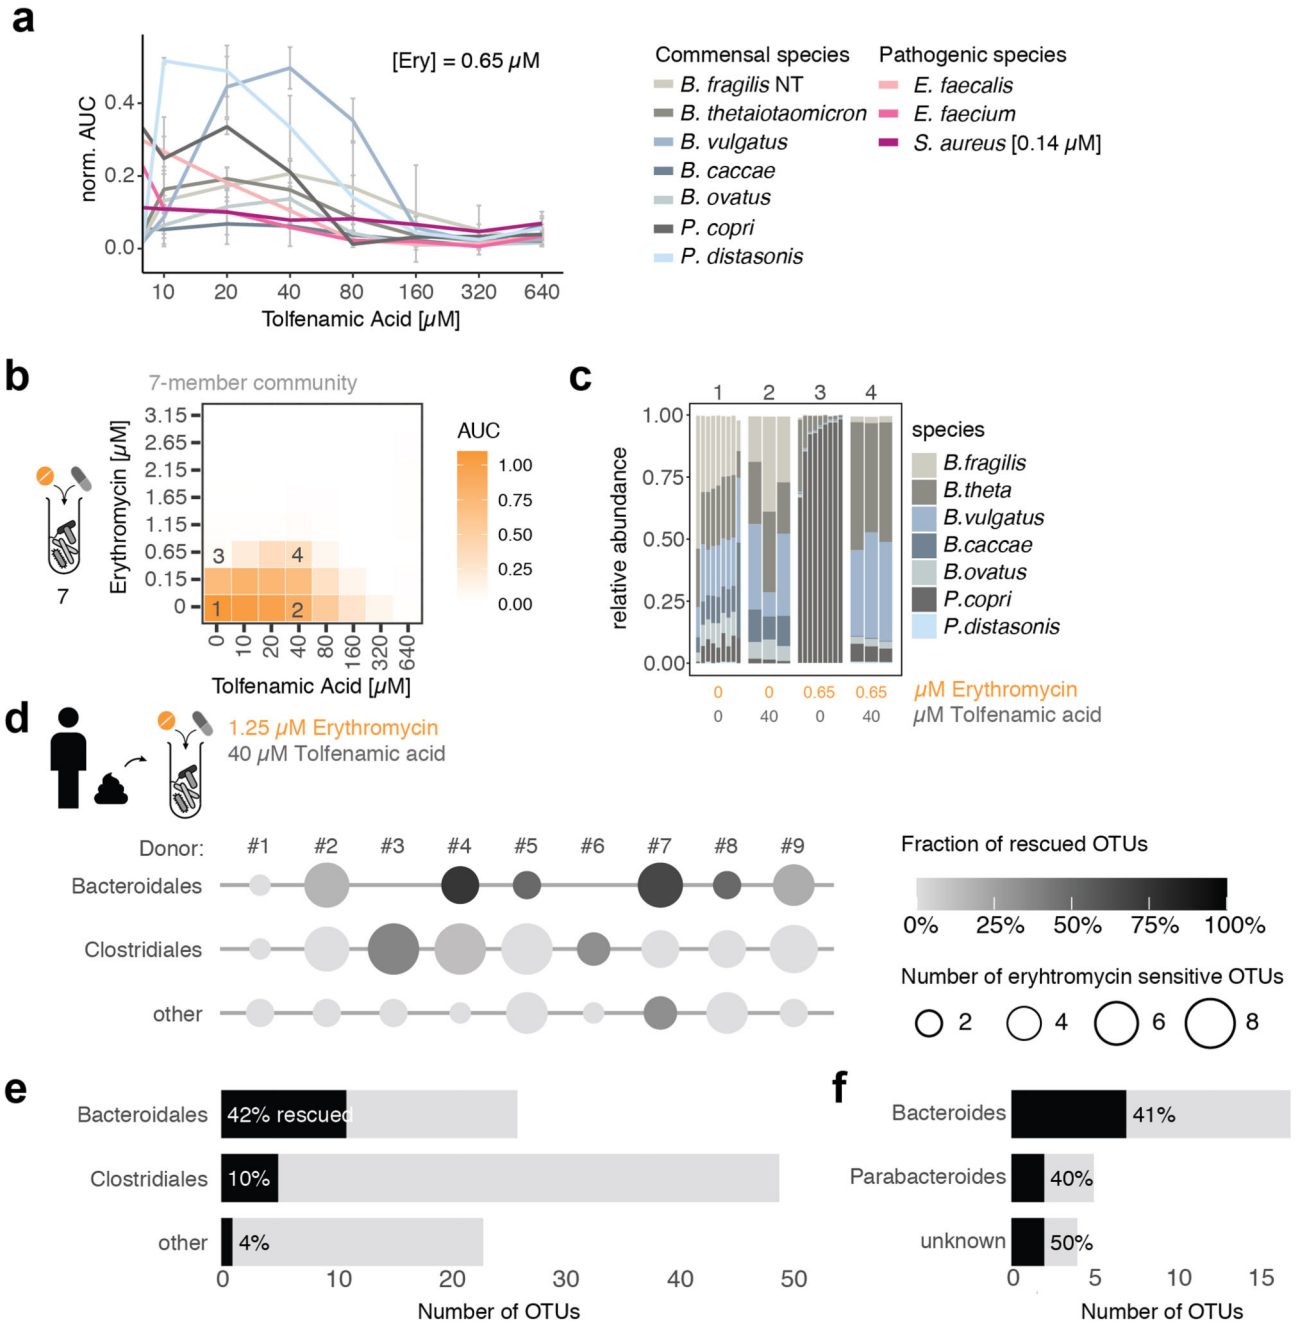 a
[Ery] = 0.65 µM
norm. AUC
0.4
0.2
0.0
10 20 40 80 160 320 640
Tolfenamic Acid [µM]
Commensal species
B. fragilis NT
B. thetaiotaomicron
B. vulgatus
B. caccae
B. ovatus
P. copri
P. distasonis
Pathogenic species
E. faecalis
E. faecium
S. aureus [0.14 µM]
b
7-member community
7
Erythromycin [µM]
3.15
2.65
2.15
1.65
1.15
0.65
0.15
0
3 4
1 2
0 10 20 40 80 160 320 640
Tolfenamic Acid [µM]
AUC
1.00
0.75
0.50
0.25
0.00
c
1 2 3 4
relative abundance
1.00
0.75
0.50
0.25
0.00
0 0 0.65 0.65 µM Erythromycin
0 40 0 40 µM Tolfenamic acid
species
B.fragilis
B.theta
B.vulgatus
B.caccae
B.ovatus
P.copri
P.distasonis
d
1.25 µM Erythromycin
40 µM Tolfenamic acid
Donor: #1 #2 #3 #4 #5 #6 #7 #8 #9
Bacteroidales
Clostridiales
other
Fraction of rescued OTUs
0% 25% 50% 75% 100%
Number of eryhtromycin sensitive OTUs
2 4 6 8
e
Bacteroidales 42% rescued
Clostridiales 10%
other 4%
0 10 20 30 40 50
Number of OTUs
f
Bacteroides 41%
Parabacteroides 40%
unknown 50%
0 5 10 15
Number of OTUs